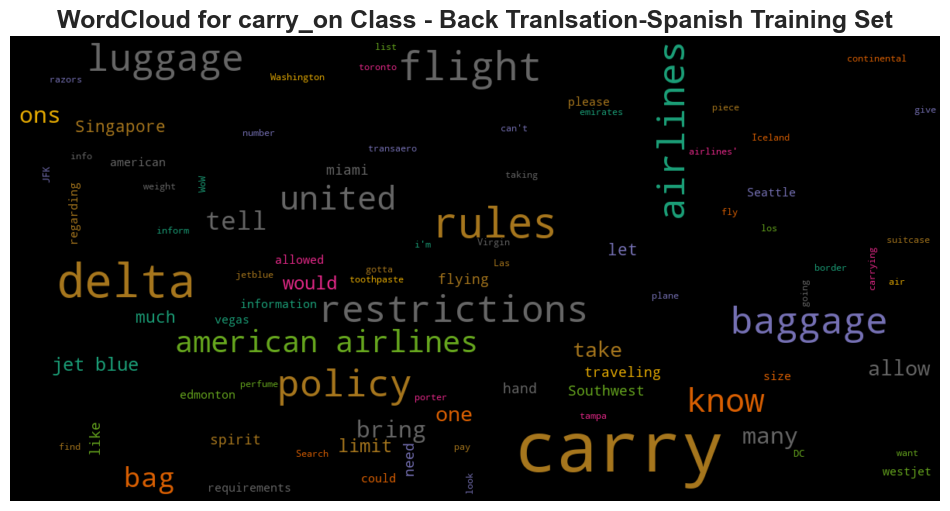 WordCloud for carry_on Class - Back Tranlsation-Spanish Training Set
list
luggage
flight
airlines
continental
toronto
razors
Washington
please
emirates
piece
give
ons
Singapore
number
can't
Iceland
transaero
airlines'
info
american
miami
taking
JFK
weight
WoW
united
Seattle
regarding
tell
rules
fly
los
inform
i'm
Virgin
let
suitcase
carrying
allowed
Las
border
delta
jetblue
gotta
toothpaste
flying
air
would
going
plane
information
restrictions
much
vegas
baggage
american airlines
jet blue
take
traveling
allow
size
perfume
policy
hand
Southwest
edmonton
porter
know
one
tampa
like
bring
carry
many
find
spirit
limit
need
pay
Search
DC
want
bag
could
look
westjet
requirements